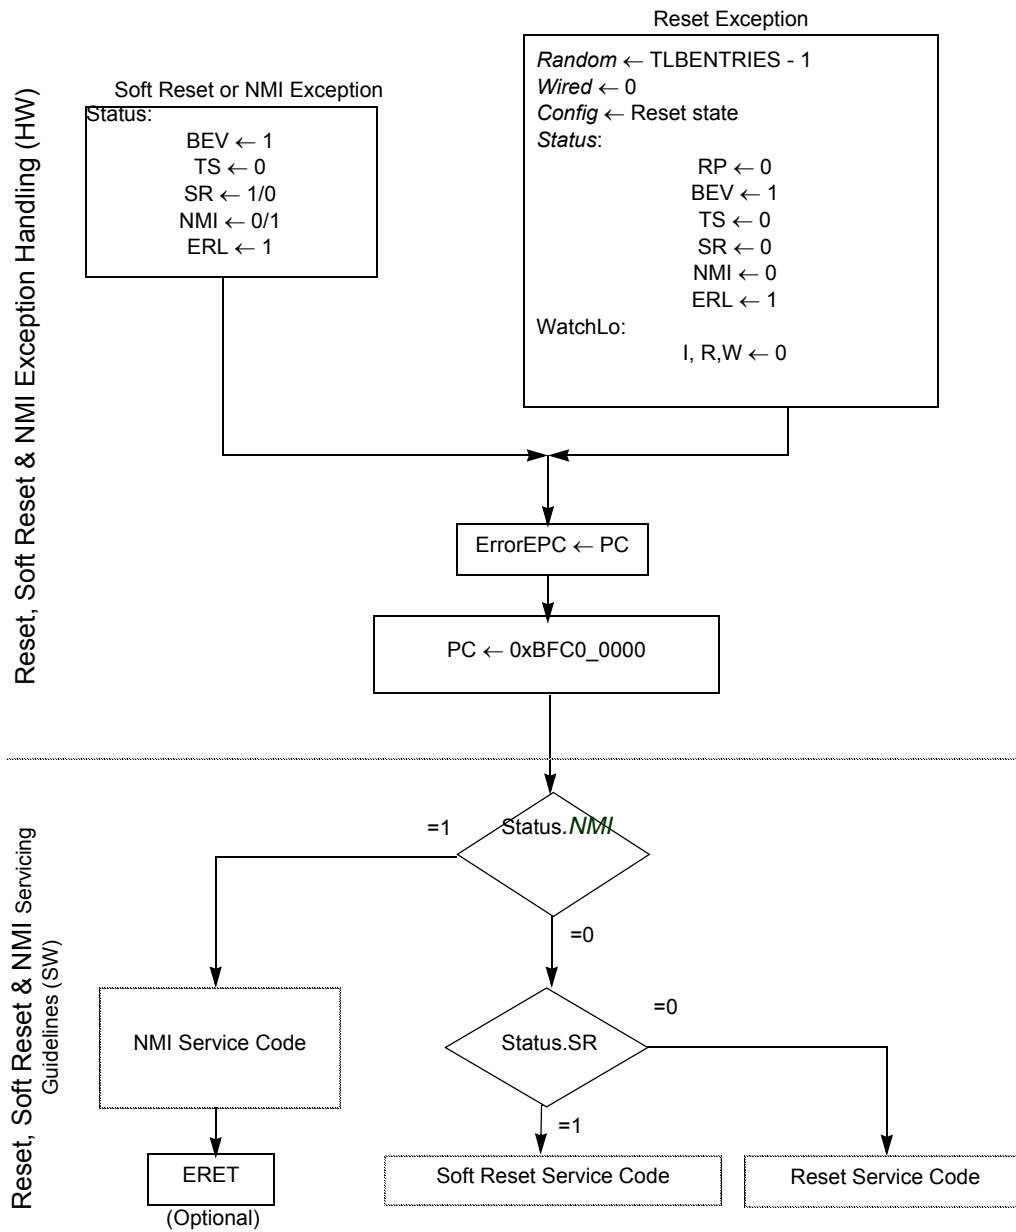 Reset Exception
Random ← TLBENTRIES - 1
Wired ← 0
Config ← Reset state
Status:
RP ← 0
BEV ← 1
TS ← 0
SR ← 0
NMI ← 0
ERL ← 1
WatchLo:
I, R,W ← 0
Soft Reset or NMI Exception
Status:
BEV ← 1
TS ← 0
SR ← 1/0
NMI ← 0/1
ERL ← 1
Reset, Soft Reset & NMI Exception Handling (HW)
ErrorEPC ← PC
PC ← 0xBFC0_0000
Reset, Soft Reset & NMI Servicing
Guidelines (SW)
Status.NMI
=1
=0
NMI Service Code
Status.SR
=0
=1
ERET
(Optional)
Soft Reset Service Code
Reset Service Code